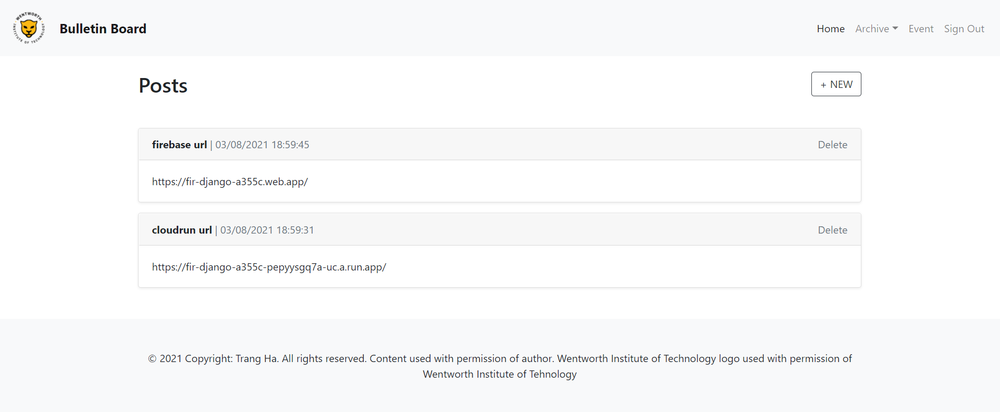 WENTWORTH
INSTITUTE OF TECHNOLOGY
Bulletin Board
Home Archive Event Sign Out
Posts
+ NEW
firebase url | 03/08/2021 18:59:45 Delete
https://fir-django-a355c.web.app/
cloudrun url | 03/08/2021 18:59:31 Delete
https://fir-django-a355c-pepyysgq7a-uc.a.run.app/
© 2021 Copyright: Trang Ha. All rights reserved. Content used with permission of author. Wentworth Institute of Technology logo used with permission of
Wentworth Institute of Tehnology